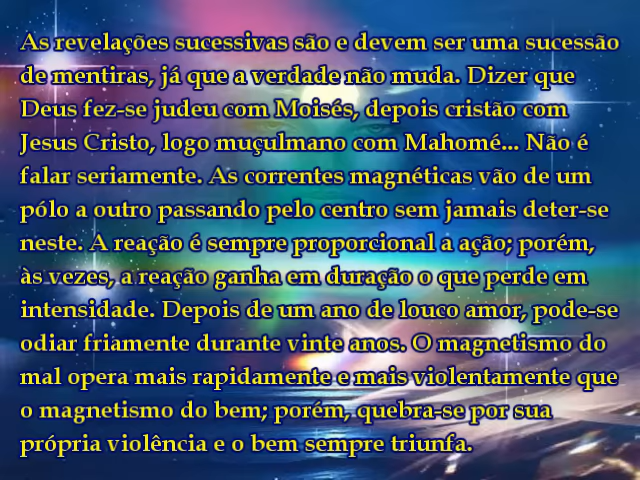 As revelações sucessivas são e devem ser uma sucessão
de mentiras, já que a verdade não muda. Dizer que
Deus fez-se judeu com Moisés, depois cristão com
Jesus Cristo, logo muçulmano com Mahomé... Não é
falar seriamente. As correntes magnéticas vão de um
pólo a outro passando pelo centro sem jamais deter-se
neste. A reação é sempre proporcional a ação; porém,
às vezes, a reação ganha em duração o que perde em
intensidade. Depois de um ano de louco amor, pode-se
odiar friamente durante vinte anos. O magnetismo do
mal opera mais rapidamente e mais violentamente que
o magnetismo do bem; porém, quebra-se por sua
própria violência e o bem sempre triunfa.